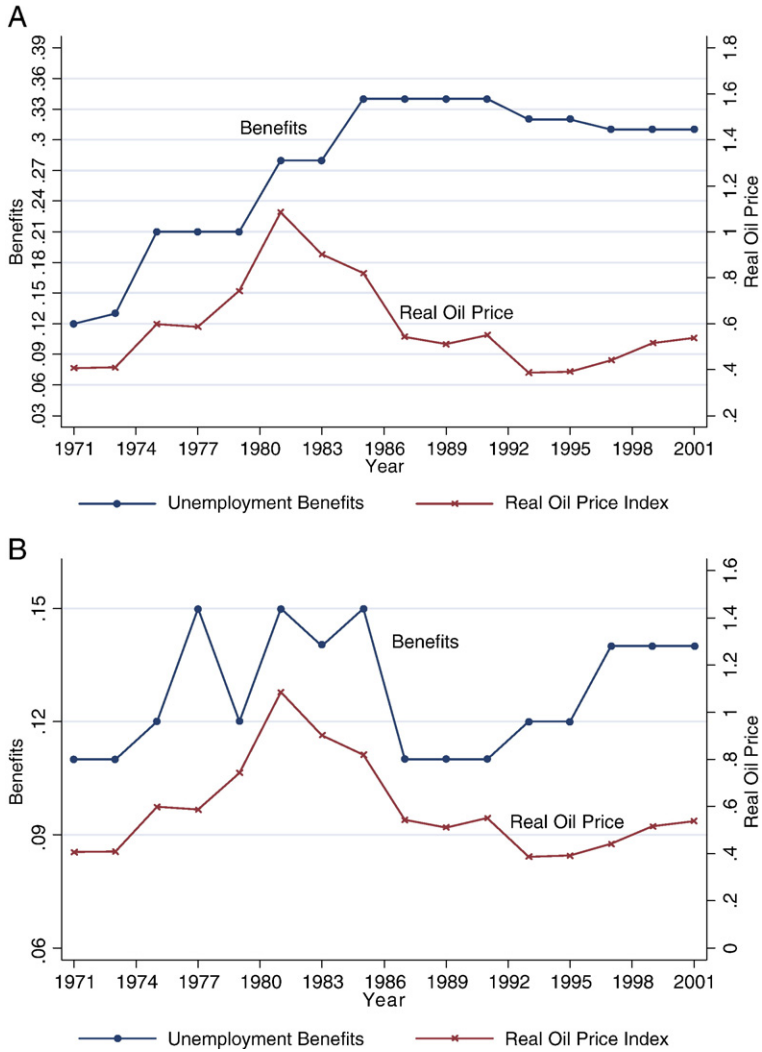 A
Benefits
.03 .06 .09 .12 .15 .18 .21 .24 .27 .3 .33 .36 .39
Benefits
Real Oil Price
.2 .4 .6 .8 1 1.2 1.4 1.6 1.8
Real Oil Price
1971 1974 1977 1980 1983 1986 1989 1992 1995 1998 2001
Year
Unemployment Benefits Real Oil Price Index
B
Benefits
.06 .09 .12 .15
Benefits
Real Oil Price
0 .2 .4 .6 .8 1 1.2 1.4 1.6
Real Oil Price
1971 1974 1977 1980 1983 1986 1989 1992 1995 1998 2001
Year
Unemployment Benefits Real Oil Price Index